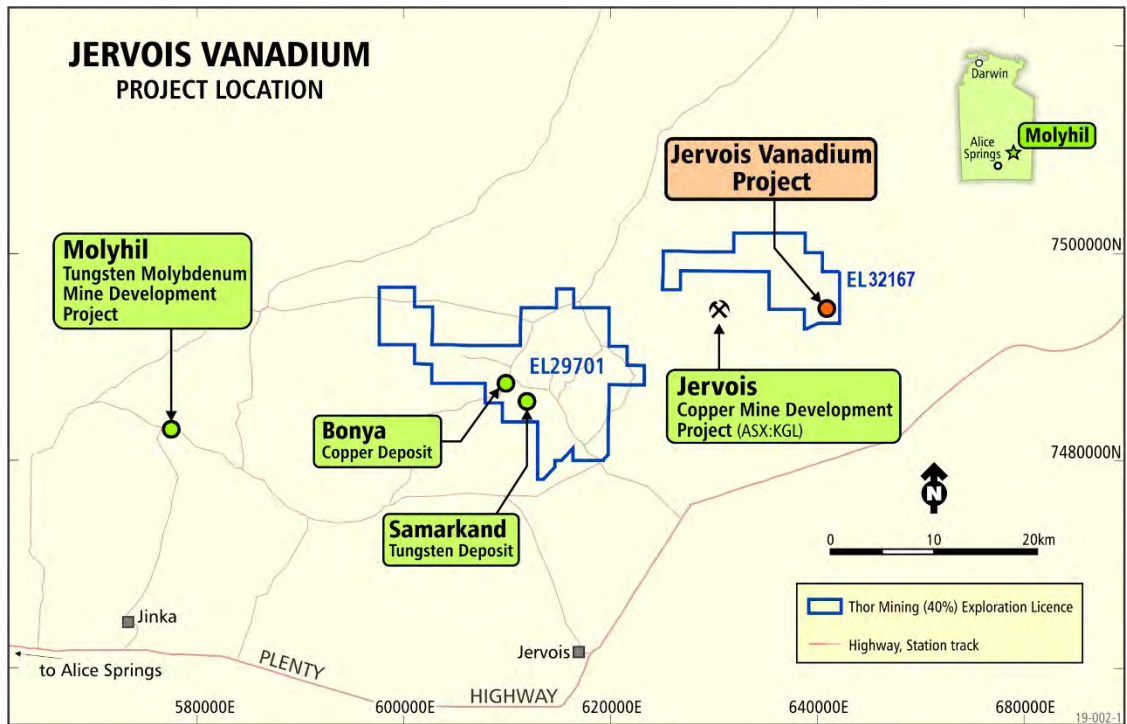 JERVOIS VANADIUM
PROJECT LOCATION
Darwin
Alice
Springs
Molyhil
Jervois Vanadium
Project
7500000N
EL32167
Molyhil
Tungsten Molybdenum
Mine Development
Project
EL29701
Jervois
Copper Mine Development
Project (ASX:KGL)
Bonya
Copper Deposit
7480000N
Samarkand
Tungsten Deposit
N
0 10 20km
Thor Mining (40%) Exploration Licence
Highway, Station track
Jinka
Jervois
to Alice Springs
PLENTY
HIGHWAY
580000E 600000E 620000E 640000E 680000E
19-002-1